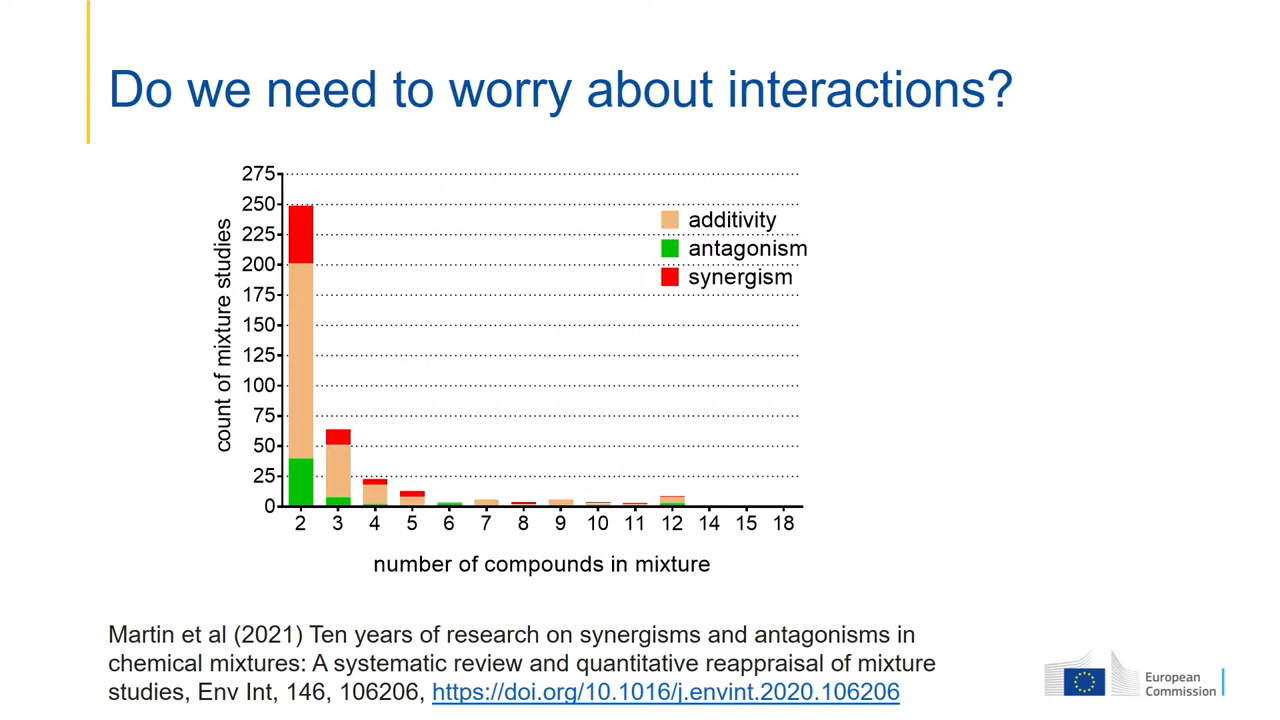 Do we need to worry about interactions?
275
250
225
200
175
150
125
100
75
50
25
0
count of mixture studies
additivity
antagonism
synergism
2 3 4 5 6 7 8 9 10 11 12 14 15 18
number of compounds in mixture
Martin et al (2021) Ten years of research on synergisms and antagonisms in
chemical mixtures: A systematic review and quantitative reappraisal of mixture
studies, Env Int, 146, 106206, https://doi.org/10.1016/j.envint.2020.106206
European
Commission